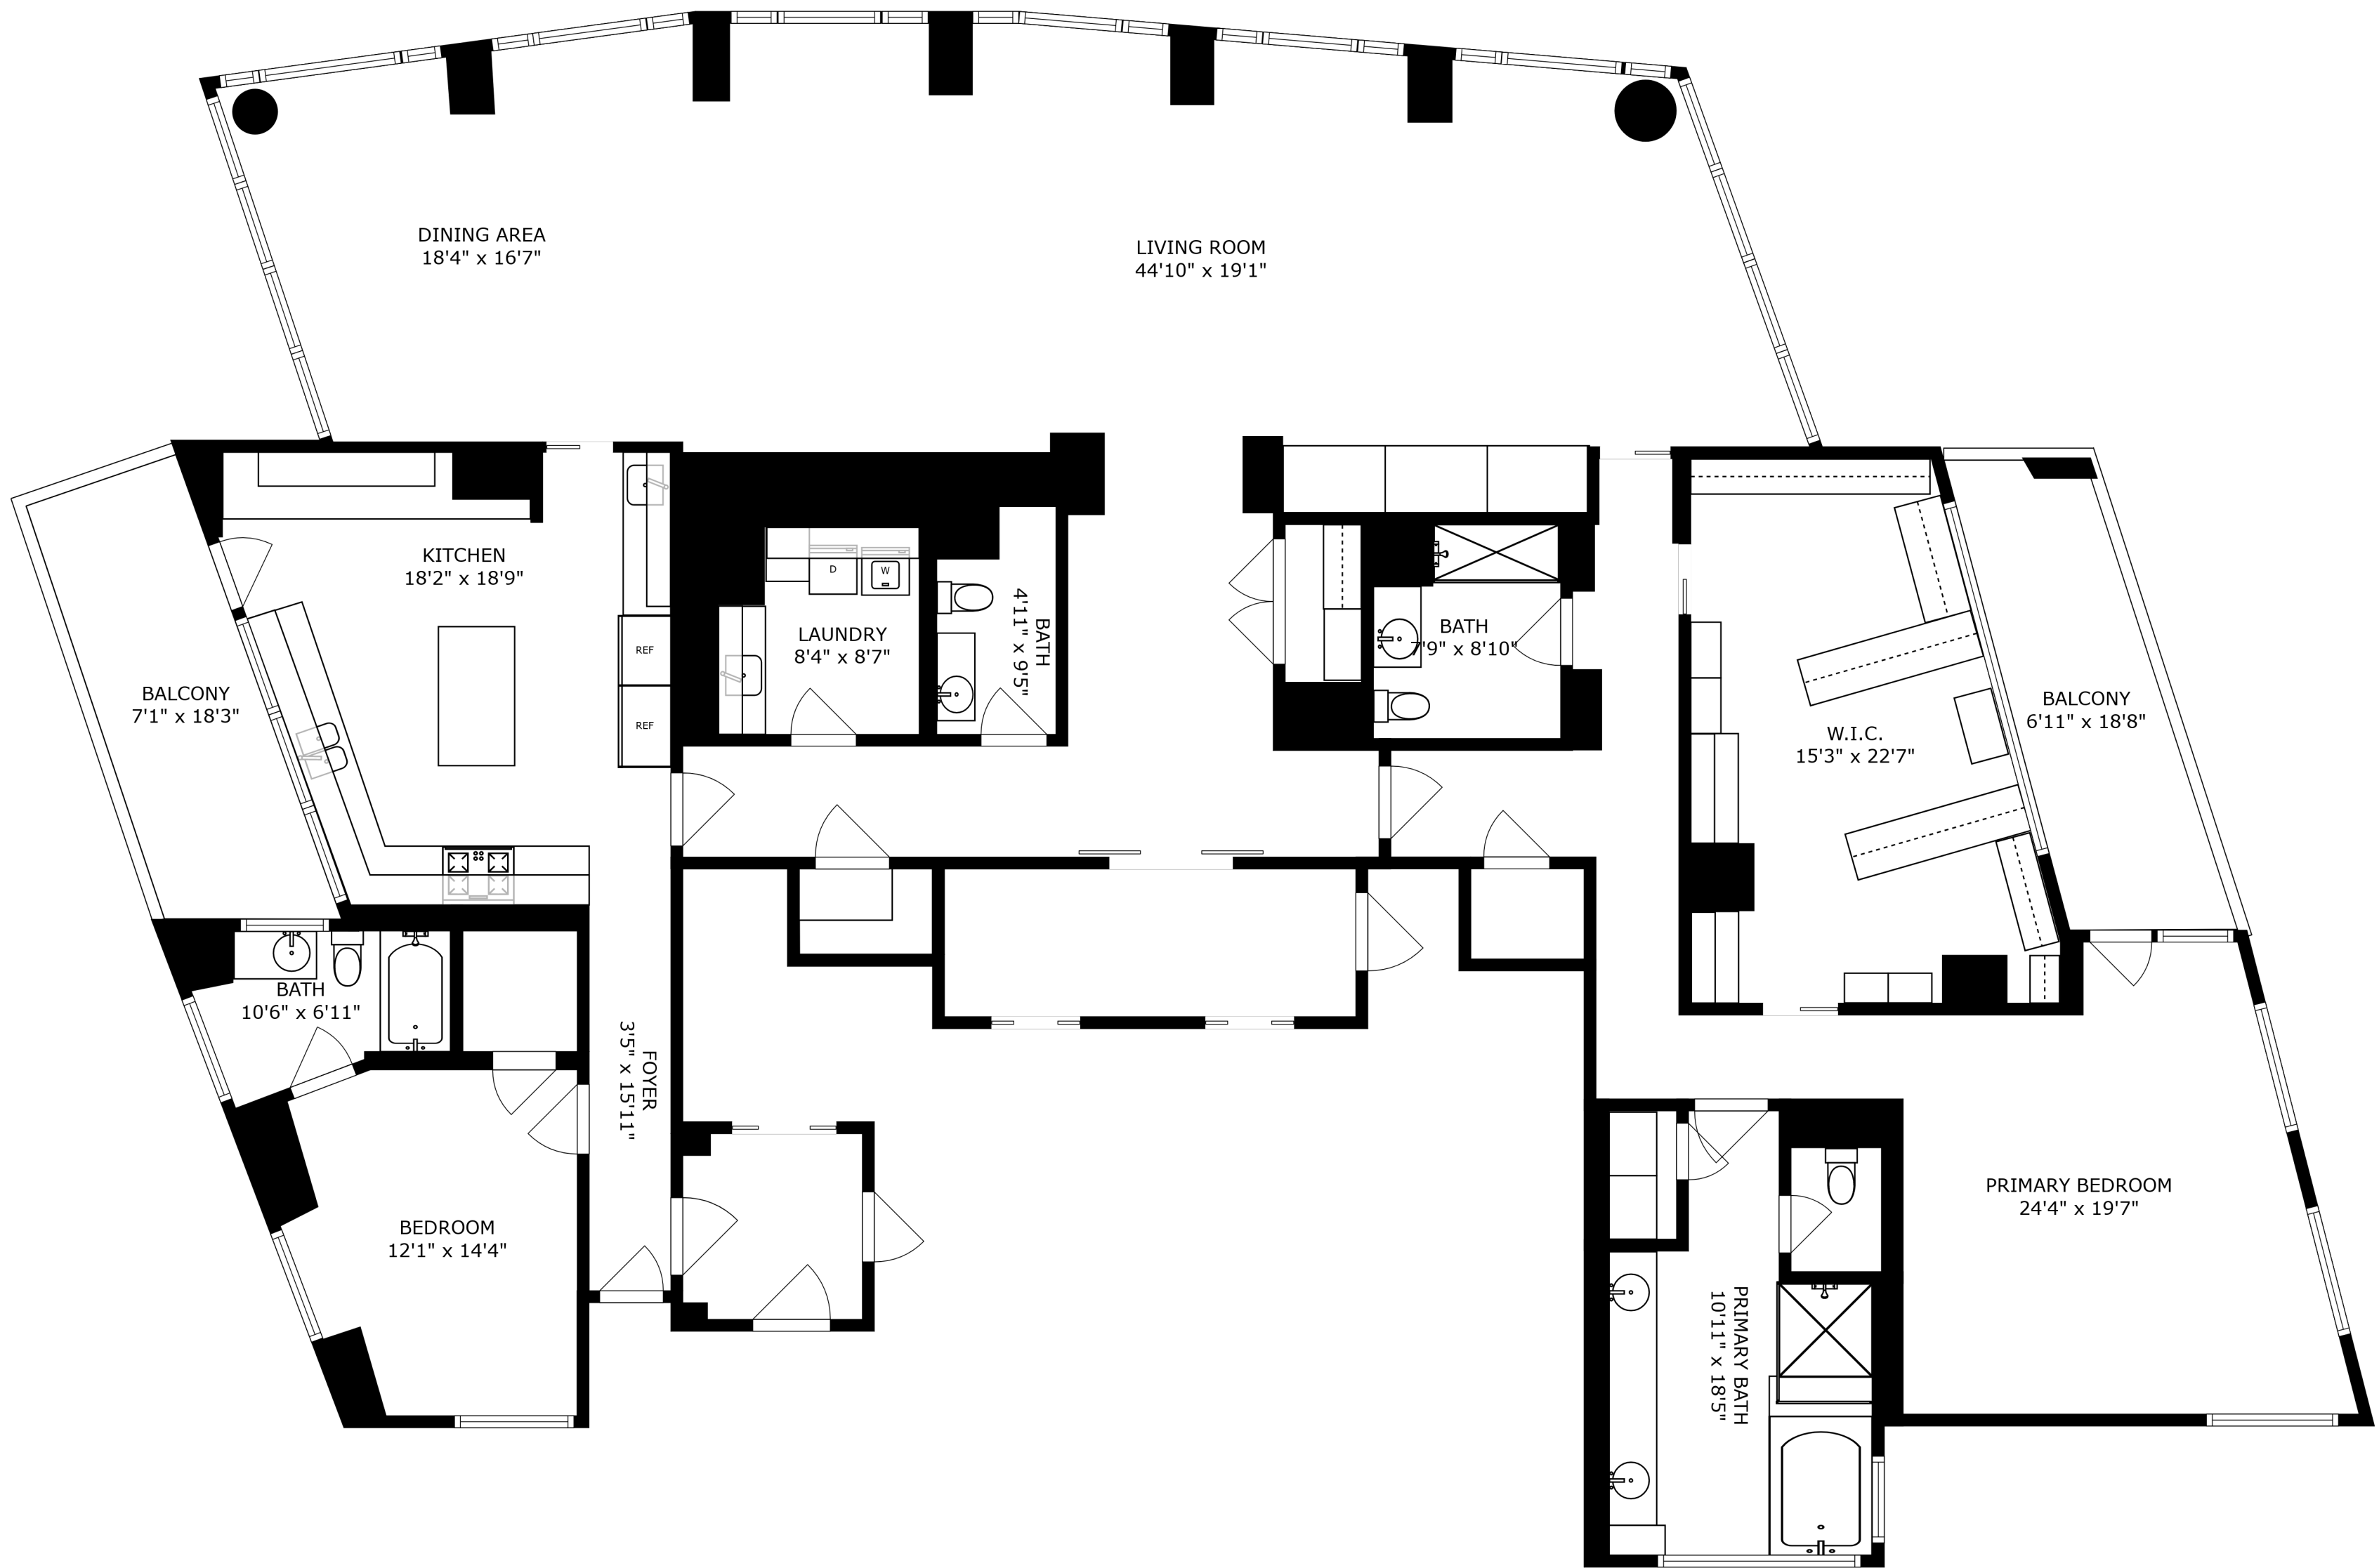 DINING AREA
18'4" x 16'7"
LIVING ROOM
44'10" x 19'1"
KITCHEN
18'2" x 18'9"
REF
REF
BALCONY
7'1" x 18'3"
LAUNDRY
8'4" x 8'7"
D
W
BATH
4'11" x 9'5"
BATH
7'9" x 8'10"
W.I.C.
15'3" x 22'7"
BALCONY
6'11" x 18'8"
BATH
10'6" x 6'11"
FOYER
3'5" x 15'11"
BEDROOM
12'1" x 14'4"
PRIMARY BEDROOM
24'4" x 19'7"
PRIMARY BATH
10'11" x 18'5"